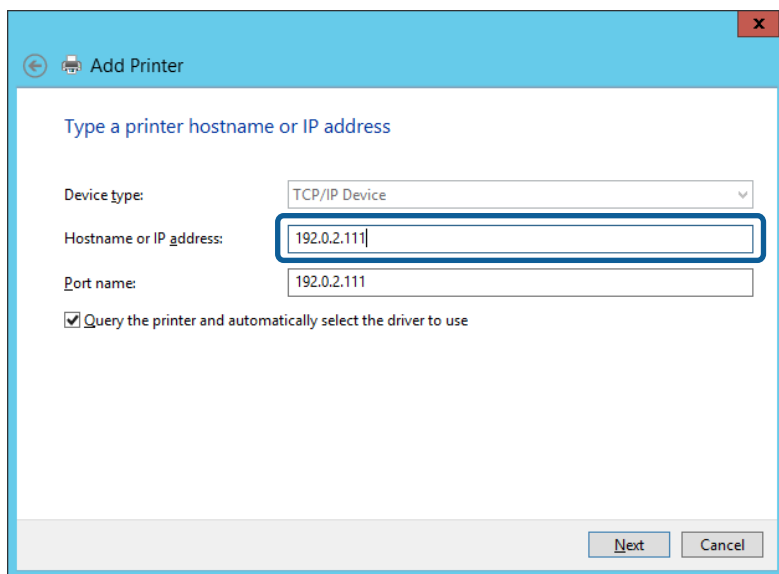 x
Add Printer
Type a printer hostname or IP address
Device type: TCP/IP Device
Hostname or IP address: 192.0.2.111
Port name: 192.0.2.111
Query the printer and automatically select the driver to use
Next Cancel